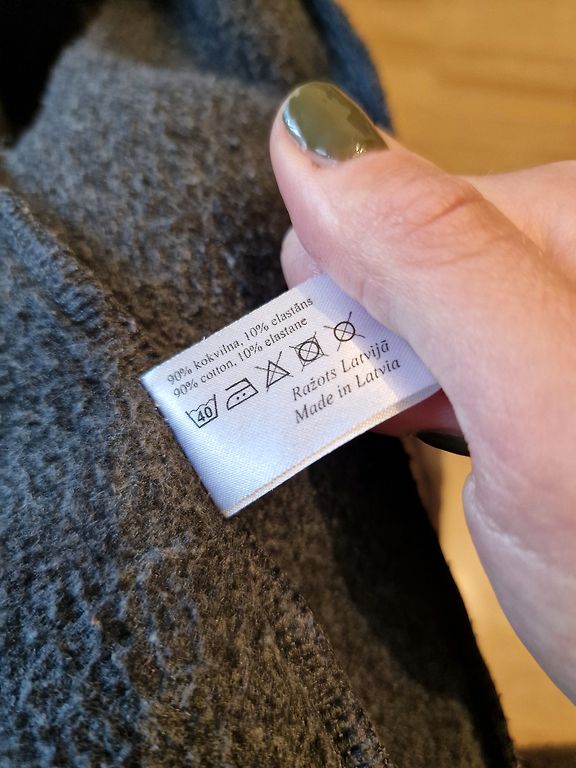 90% kokvilna, 10% elastāns
90% cotton, 10% elastane
40
Ražots Latvijā
Made in Latvia